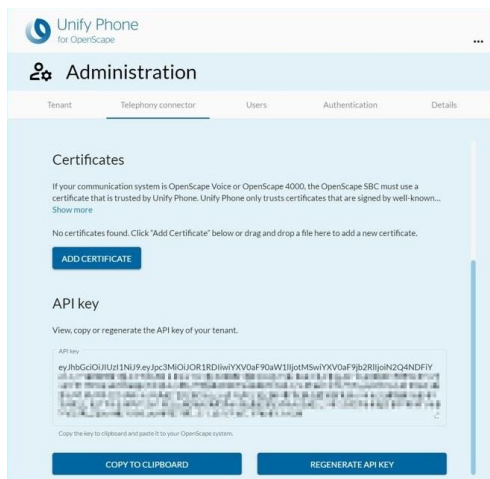 Unify Phone
for OpenScape
...
Administration
Tenant Telephony connector Users Authentication Details
Certificates
If your communication system is OpenScape Voice or OpenScape 4000, the OpenScape SBC must use a
certificate that is trusted by Unify Phone. Unify Phone only trusts certificates that are signed by well-known...
Show more
No certificates found. Click "Add Certificate" below or drag and drop a file here to add a new certificate.
ADD CERTIFICATE
API key
View, copy or regenerate the API key of your tenant.
API key
Copy the key to clipboard and paste it to your OpenScape system.
COPY TO CLIPBOARD REGENERATE API KEY